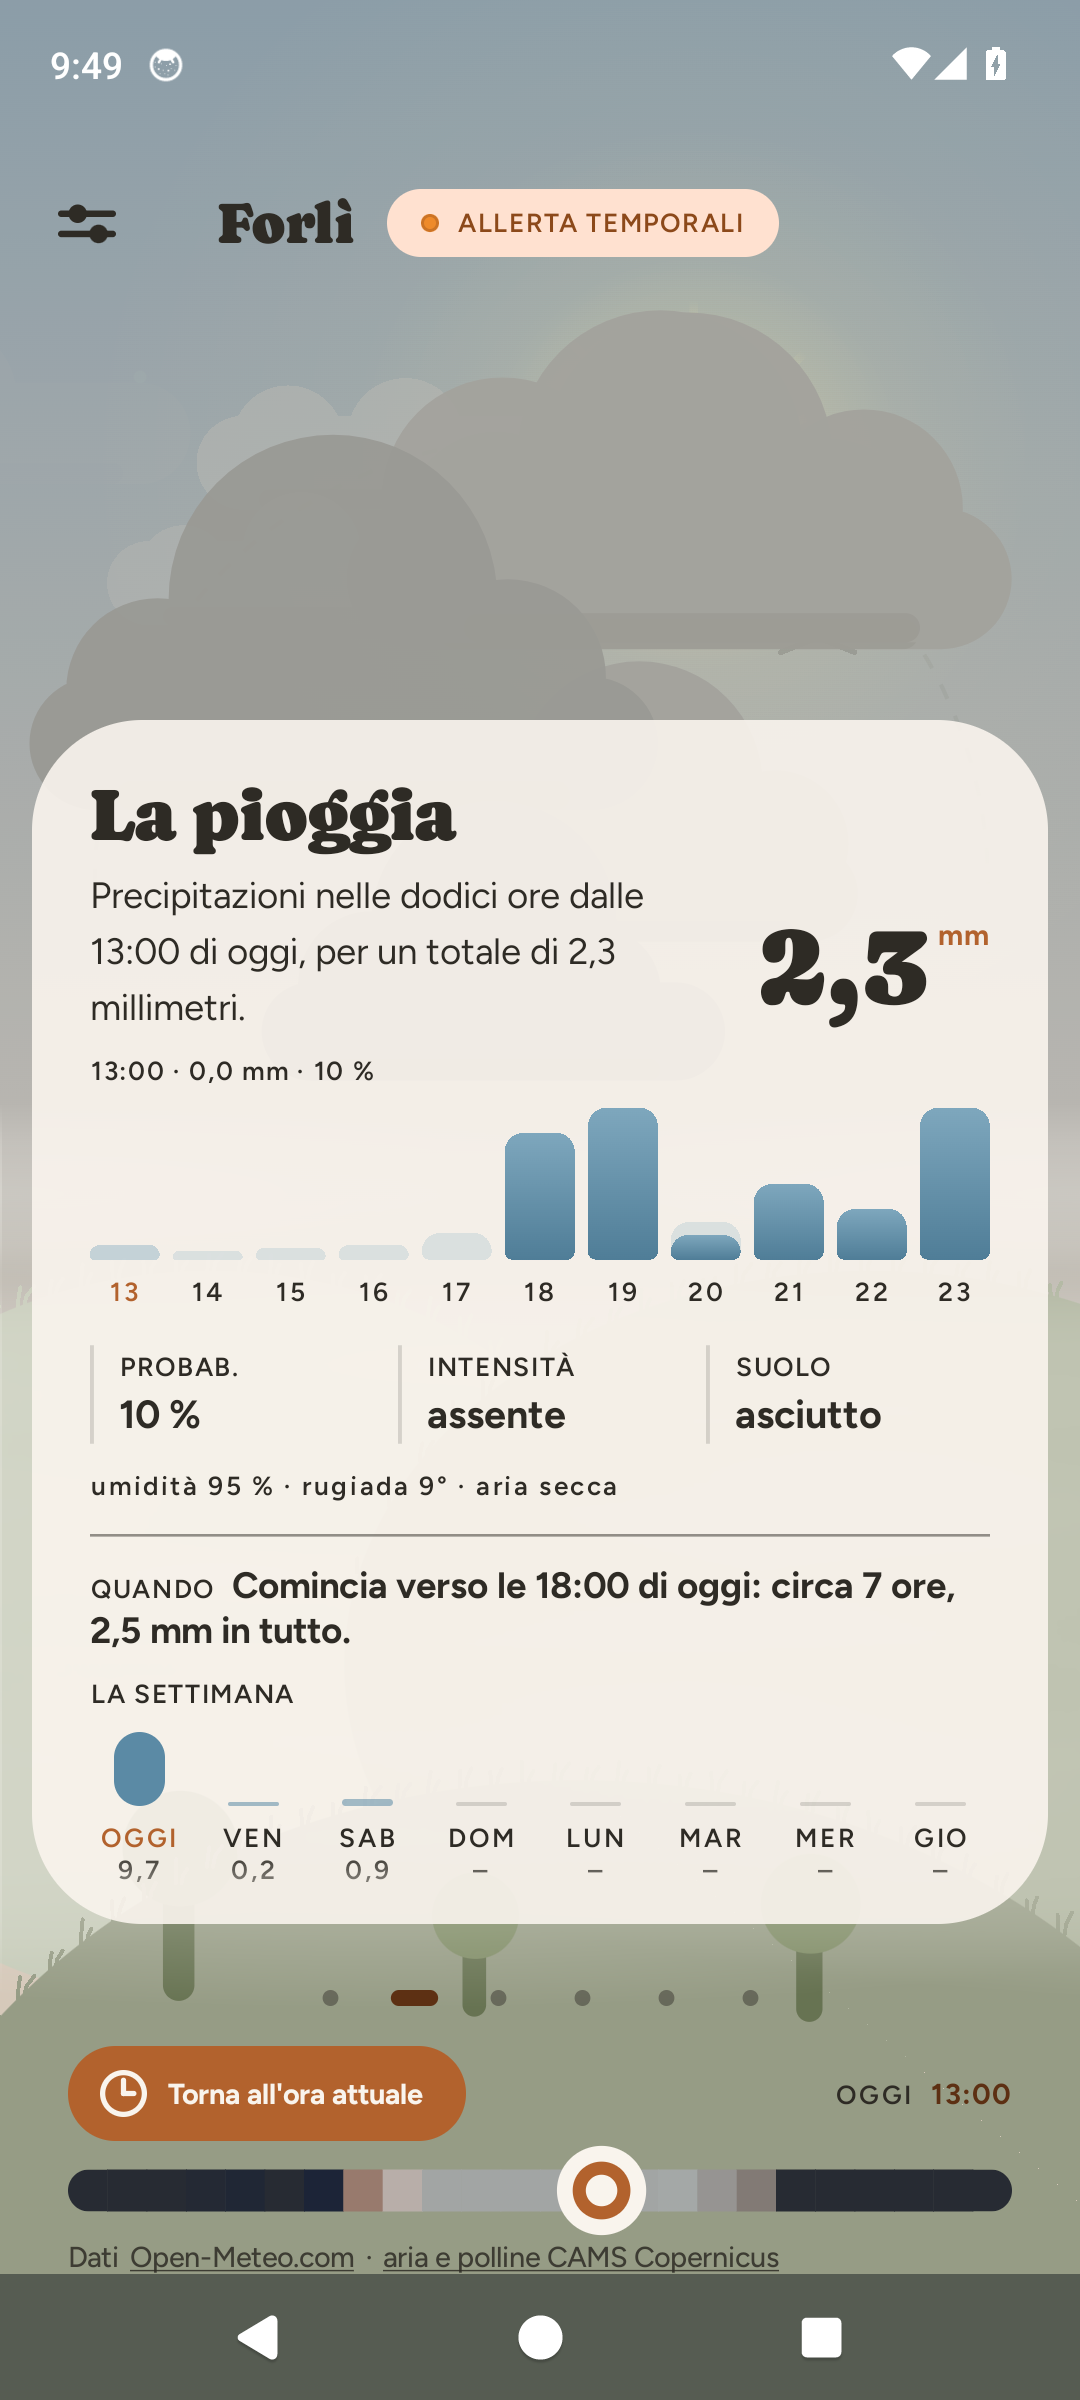 9:49
Forlì
ALLERTA TEMPORALI
La pioggia
Precipitazioni nelle dodici ore dalle
13:00 di oggi, per un totale di 2,3
millimetri.
2,3 mm
13:00 · 0,0 mm · 10 %
13 14 15 16 17 18 19 20 21 22 23
PROBAB. INTENSITÀ SUOLO
10 % assente asciutto
umidità 95 % · rugiada 9° · aria secca
QUANDO Comincia verso le 18:00 di oggi: circa 7 ore,
2,5 mm in tutto.
LA SETTIMANA
OGGI VEN SAB DOM LUN MAR MER GIO
9,7 0,2 0,9 – – – – –
Torna all'ora attuale
OGGI 13:00
Dati Open-Meteo.com · aria e polline CAMS Copernicus